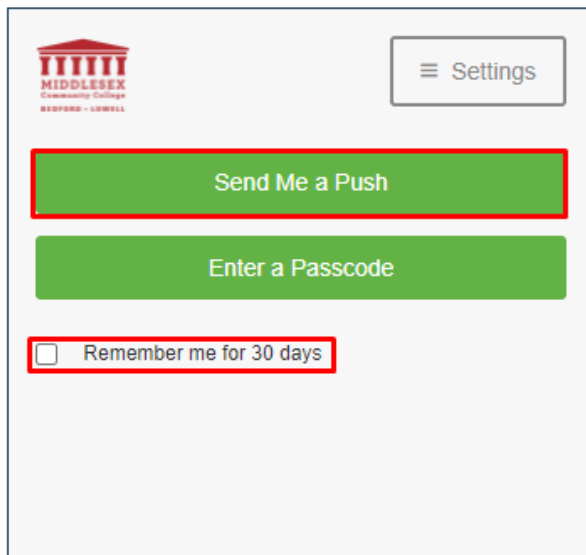 MIDDLESEX
Community College
BEDFORD • LOWELL
≡ Settings
Send Me a Push
Enter a Passcode
Remember me for 30 days